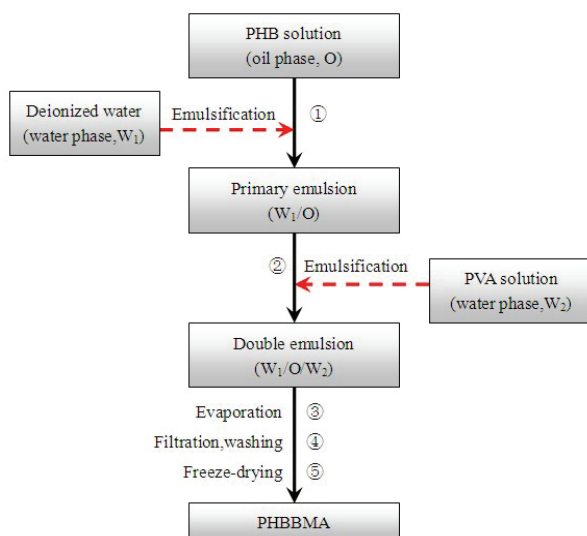 PHB solution
(oil phase, O)
Deionized water
(water phase,W₁)
Emulsification
①
Primary emulsion
(W₁/O)
②
Emulsification
PVA solution
(water phase,W₂)
Double emulsion
(W₁/O/W₂)
Evaporation ③
Filtration,washing ④
Freeze-drying ⑤
PHBBMA